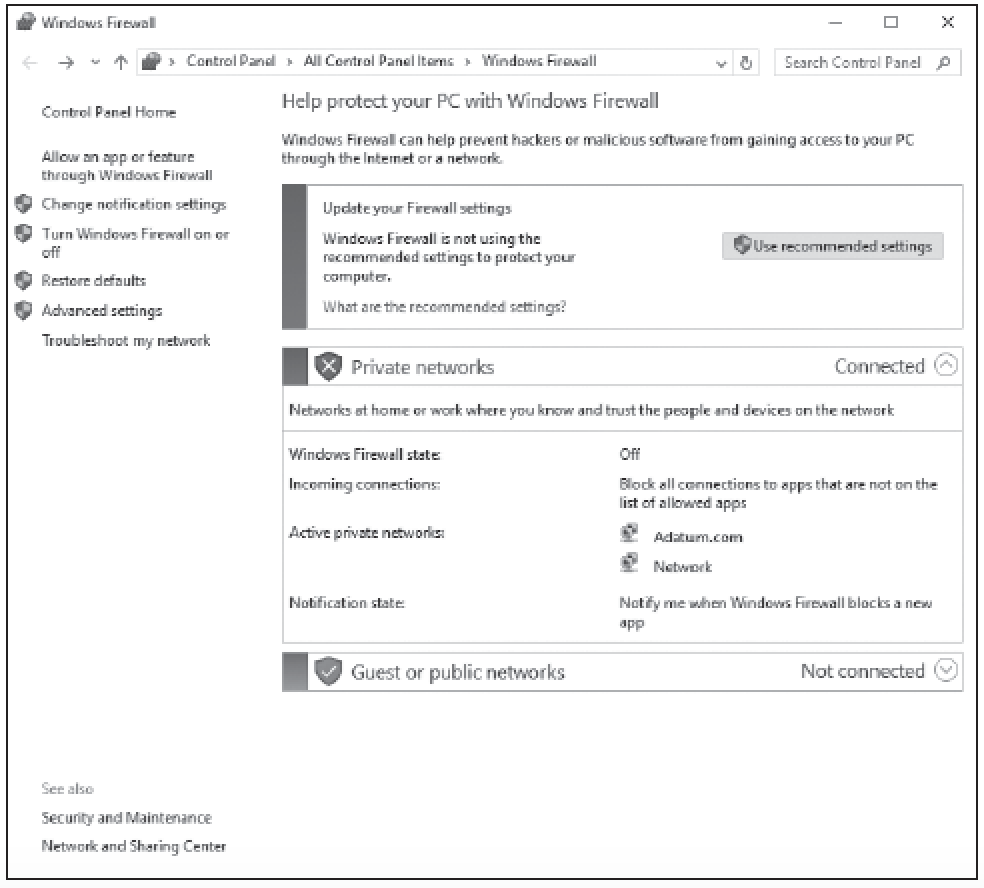 Windows Firewall
Control Panel > All Control Panel Items > Windows Firewall
Search Control Panel
Control Panel Home
Allow an app or feature
through Windows Firewall
Change notification settings
Turn Windows Firewall on or
off
Restore defaults
Advanced settings
Troubleshoot my network
See also
Security and Maintenance
Network and Sharing Center
Help protect your PC with Windows Firewall
Windows Firewall can help prevent hackers or malicious software from gaining access to your PC
through the Internet or a network.
Update your Firewall settings
Windows Firewall is not using the
recommended settings to protect your
computer.
What are the recommended settings?
Use recommended settings
Private networks Connected
Networks at home or work where you know and trust the people and devices on the network
Windows Firewall state: Off
Incoming connections: Block all connections to apps that are not on the
list of allowed apps
Active private networks: Adatum.com
Network
Notification state: Notify me when Windows Firewall blocks a new
app
Guest or public networks Not connected